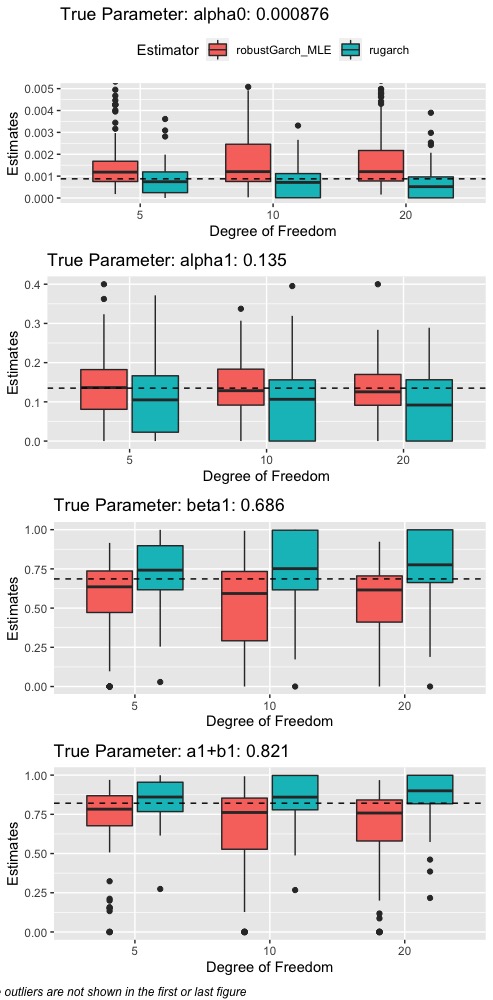 True Parameter: alpha0: 0.000876
Estimator robustGarch_MLE rugarch
0.005
0.004
0.003
0.002
0.001
0.000
Estimates
5 10 20
Degree of Freedom
True Parameter: alpha1: 0.135
0.4
0.3
0.2
0.1
0.0
Estimates
5 10 20
Degree of Freedom
True Parameter: beta1: 0.686
1.00
0.75
0.50
0.25
0.00
Estimates
5 10 20
Degree of Freedom
True Parameter: a1+b1: 0.821
1.00
0.75
0.50
0.25
0.00
Estimates
5 10 20
Degree of Freedom
outliers are not shown in the first or last figure